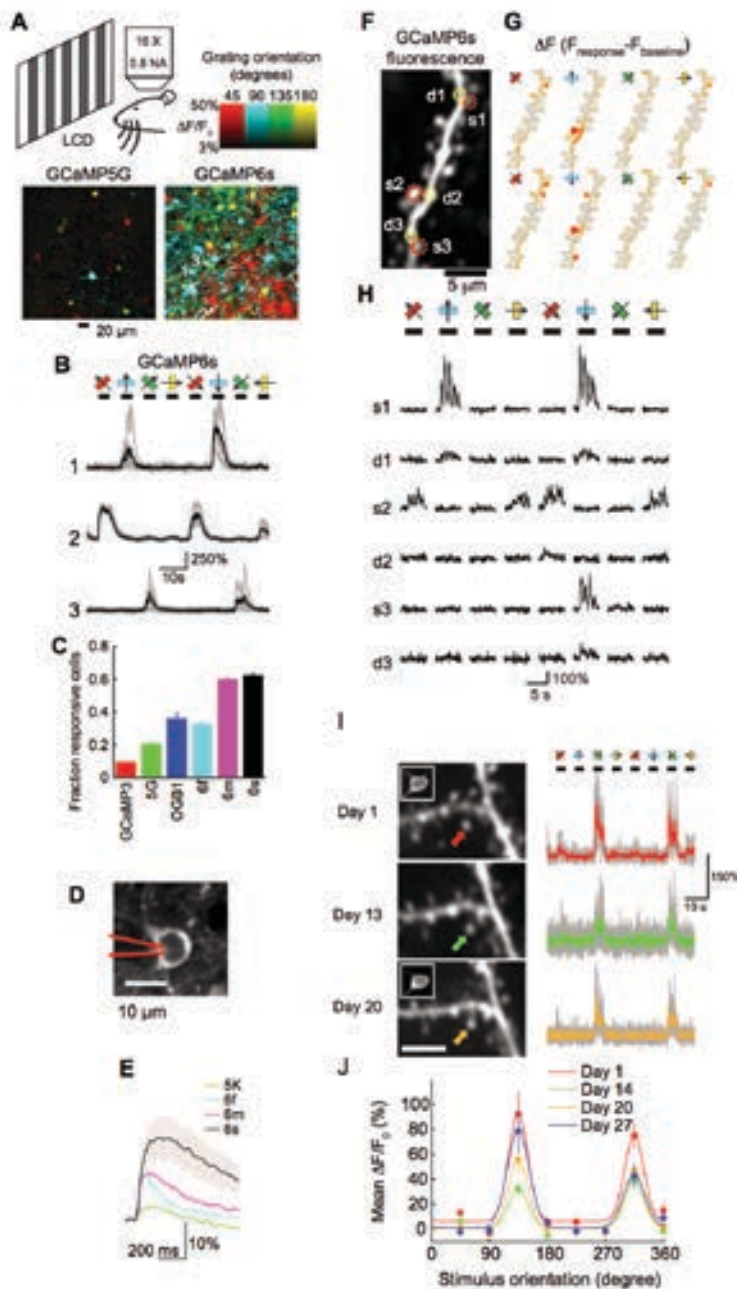 A
16 X
0.8 NA
LCD
Grating orientation
(degrees)
45 90 135 180
50%
ΔF/F₀
3%
GCaMP5G
GCaMP6s
20 µm
B
GCaMP6s
1
2
3
250%
10s
C
Fraction responsive cells
0.8
0.6
0.4
0.2
0
GCaMP3
5G
OGB1
6f
6m
6s
D
10 µm
E
5K
6f
6m
6s
200 ms
10%
F
GCaMP6s
fluorescence
d1
s1
s2
d2
d3
s3
5 µm
G
ΔF (Fresponse-Fbaseline)
H
s1
d1
s2
d2
s3
d3
100%
5 s
I
Day 1
Day 13
Day 20
150%
J
Day 1
Day 14
Day 20
Day 27
Mean ΔF/F₀ (%)
100
80
60
40
20
0
0 90 180 270 360
Stimulus orientation (degree)